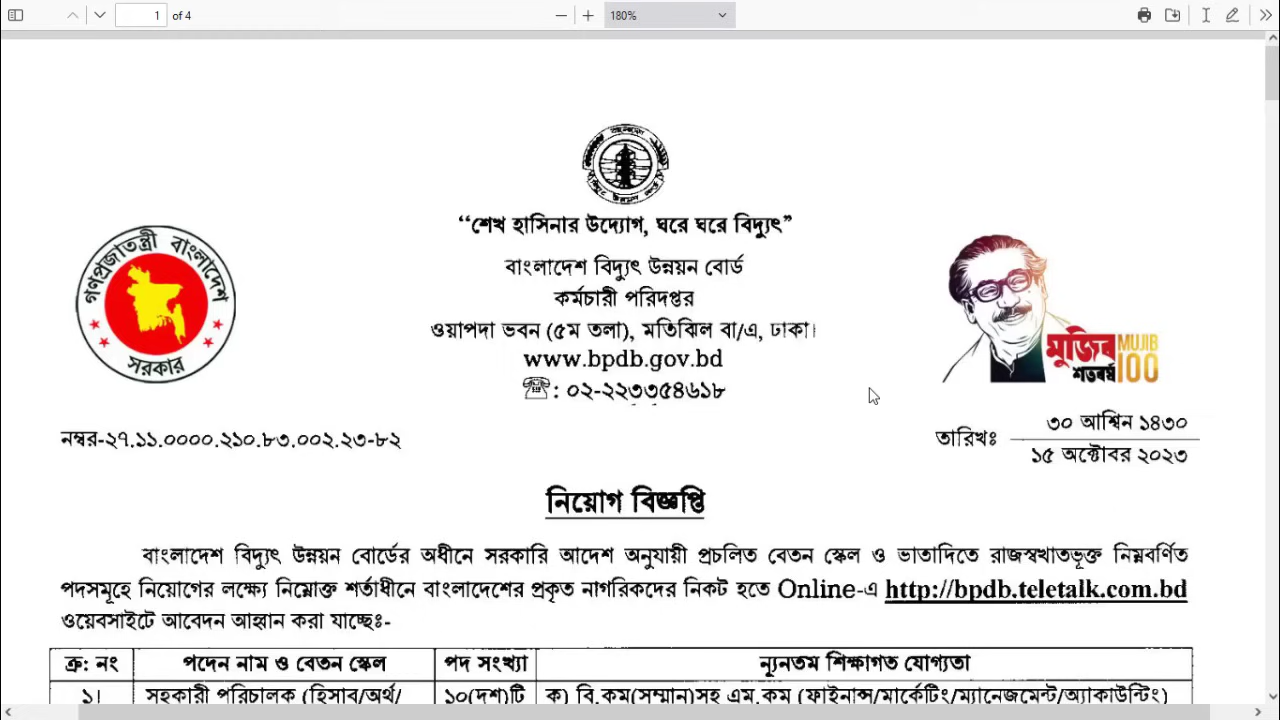 1
of 4
180%
“শেখ হাসিনার উদ্যোগ, ঘরে ঘরে বিদ্যুৎ”
বাংলাদেশ বিদ্যুৎ উন্নয়ন বোর্ড
কর্মচারী পরিদপ্তর
ওয়াপদা ভবন (৫ম তলা), মতিঝিল বা/এ, ঢাকা।
www.bpdb.gov.bd
☏: ০২-২২৩৩৫৪৬১৮
গণপ্রজাতন্ত্রী বাংলাদেশ
সরকার
মুজিব
শতবর্ষ
MUJIB
100
নম্বর-২৭.১১.০০০০.২১০.৮৩.০০২.২৩-৮২
তারিখঃ
৩০ আশ্বিন ১৪৩০
১৫ অক্টোবর ২০২৩
নিয়োগ বিজ্ঞপ্তি
বাংলাদেশ বিদ্যুৎ উন্নয়ন বোর্ডের অধীনে সরকারি আদেশ অনুযায়ী প্রচলিত বেতন স্কেল ও ভাতাদিতে রাজস্বখাতভূক্ত নিম্নবর্ণিত
পদসমূহে নিয়োগের লক্ষ্যে নিম্নোক্ত শর্তাধীনে বাংলাদেশের প্রকৃত নাগরিকদের নিকট হতে Online-এ http://bpdb.teletalk.com.bd
ওয়েবসাইটে আবেদন আহ্বান করা যাচ্ছেঃ-
ক্র: নং পদেন নাম ও বেতন স্কেল পদ সংখ্যা ন্যূনতম শিক্ষাগত যোগ্যতা
১। সহকারী পরিচালক (হিসাব/অর্থ/ ১০(দশ)টি ক) বি.কম(সম্মান)সহ এম.কম (ফাইনান্স/মার্কেটিং/ম্যানেজমেন্ট/অ্যাকাউন্টিং)